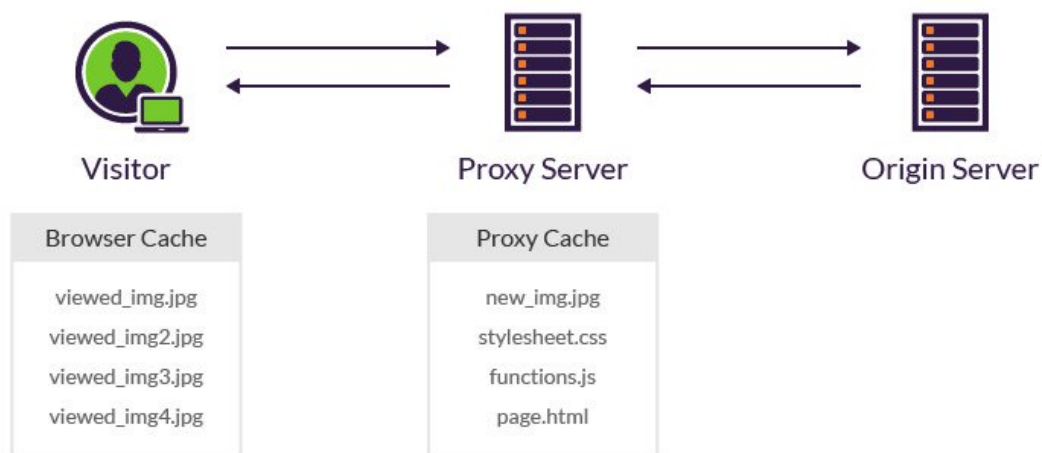 Visitor
Proxy Server
Origin Server
Browser Cache
viewed_img.jpg
viewed_img2.jpg
viewed_img3.jpg
viewed_img4.jpg
Proxy Cache
new_img.jpg
stylesheet.css
functions.js
page.html